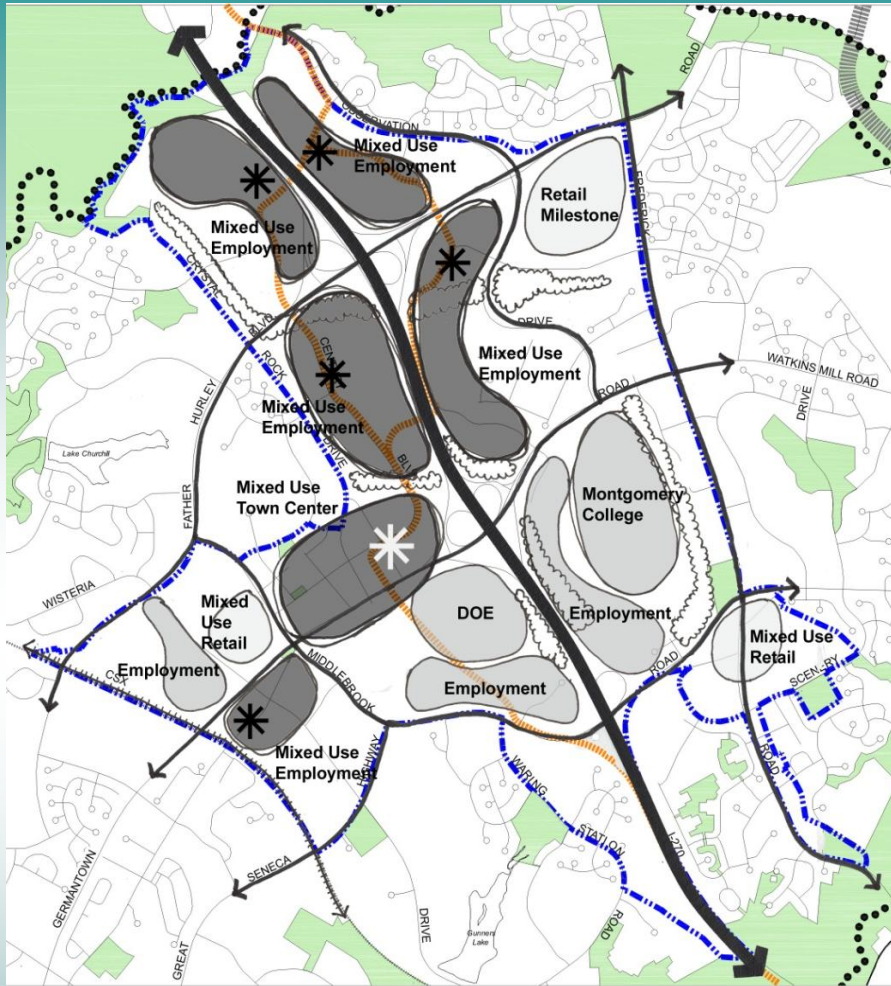 ROAD
OBSERVATION
Mixed Use
Employment
Retail
Milestone
FREDERICK
Mixed Use
Employment
CRYSTAL
BLVD
ROCK
CEN
DRIVE
Mixed Use
Employment
ROAD
WATKINS MILL ROAD
DRIVE
HURLEY
Mixed Use
Employment
DRIVE
Lake Churchill
BLV
Mixed Use
Town Center
Montgomery
College
FATHER
WISTERIA
DOE
Employment
Mixed
Use
Retail
Mixed Use
Retail
Employment
MIDDLEBROOK
ROAD
SCENERY
CSX
Employment
Mixed Use
Employment
HIGHWAY
ROAD
WARING
STATION
I-270
SENECA
GERMANTOWN
DRIVE
Gunners
Lake
ROAD
GREAT